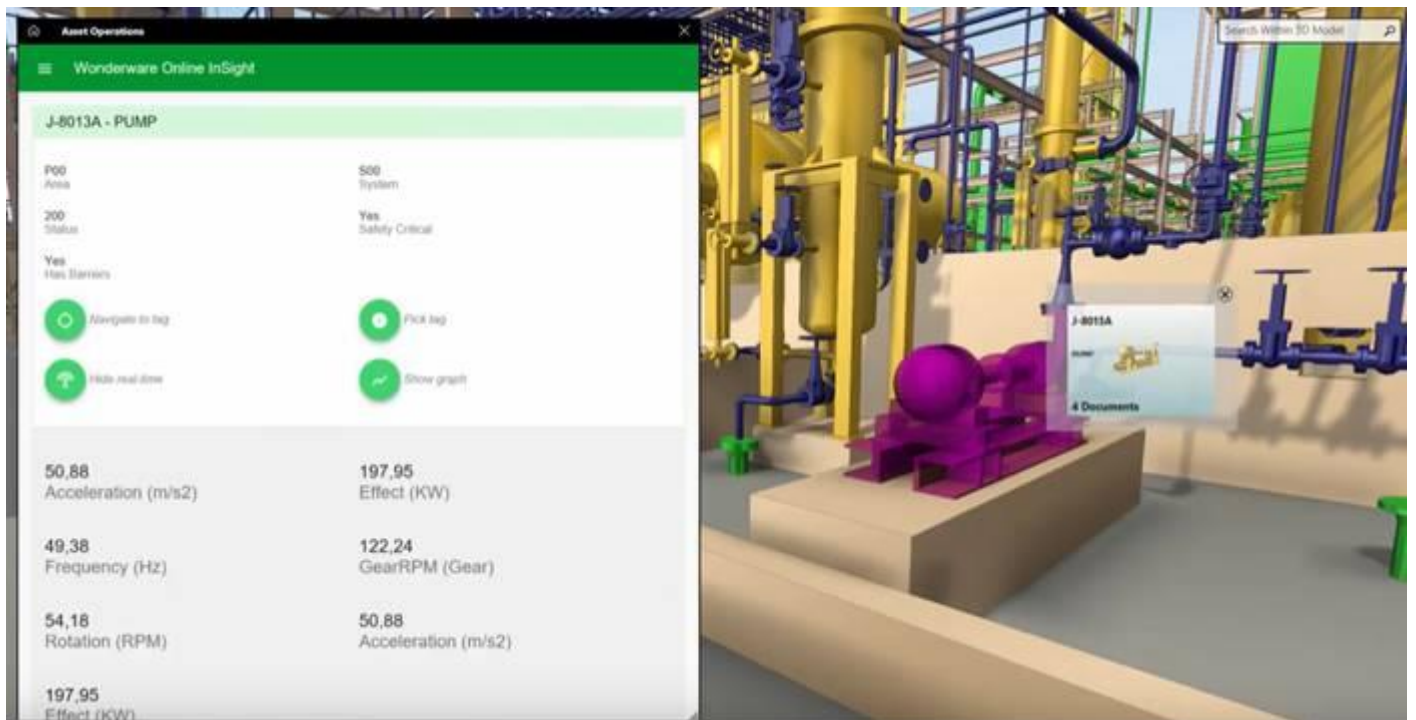 Asset Operations
Wonderware Online InSight
J-8013A - PUMP
P00
Area
S00
System
200
Status
Yes
Safety Critical
Yes
Has Barriers
Navigate to tag
Pick tag
Hide real-time
Show graph
50,88
Acceleration (m/s2)
197,95
Effect (KW)
49,38
Frequency (Hz)
122,24
GearRPM (Gear)
54,18
Rotation (RPM)
50,88
Acceleration (m/s2)
197,95
Effect (KW)
Search Within 3D Model
J-8013A
PUMP
4 Documents